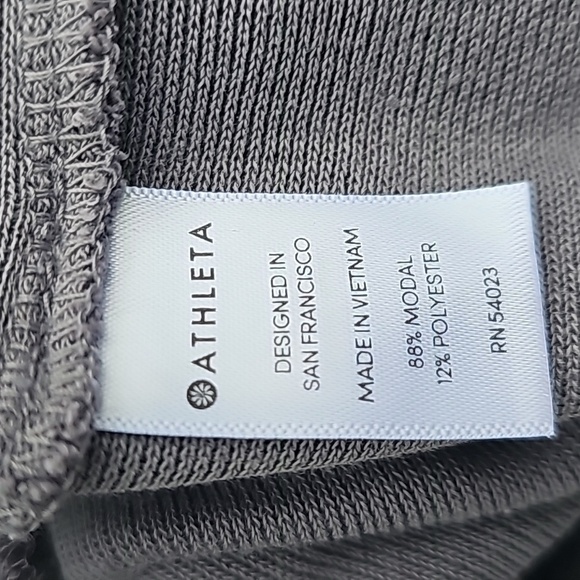 ATHLETA
DESIGNED IN
SAN FRANCISCO
MADE IN VIETNAM
88% MODAL
12% POLYESTER
RN 54023